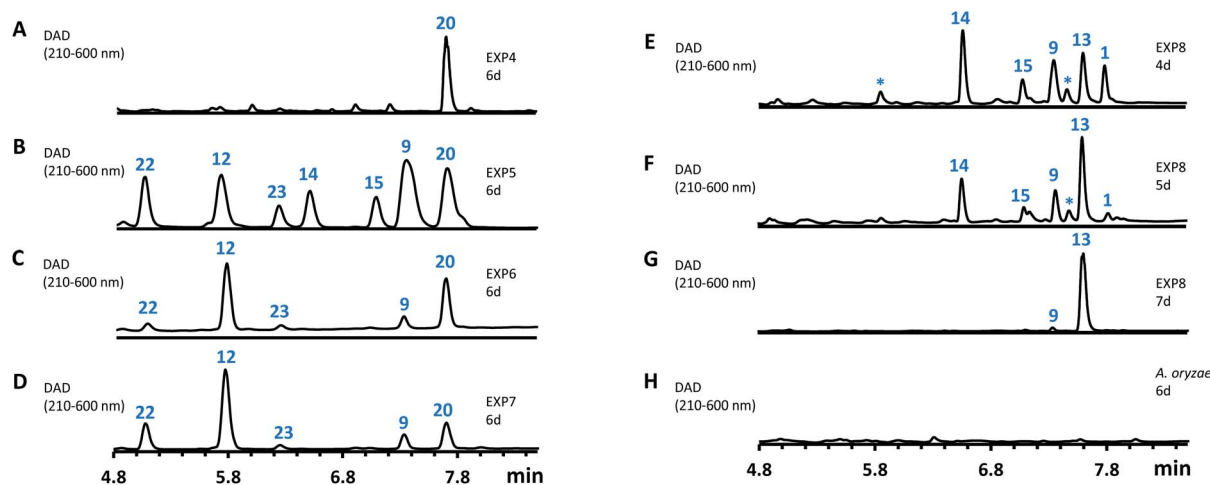 A
DAD
(210-600 nm)
20
EXP4
6d
B
DAD
(210-600 nm)
22
12
23
14
15
9
20
EXP5
6d
C
DAD
(210-600 nm)
22
12
23
9
20
EXP6
6d
D
DAD
(210-600 nm)
22
12
23
9
20
EXP7
6d
4.8 5.8 6.8 7.8 min
E
DAD
(210-600 nm)
*
14
15
9
*
13
1
EXP8
4d
F
DAD
(210-600 nm)
14
15
9
*
13
1
EXP8
5d
G
DAD
(210-600 nm)
9
13
EXP8
7d
H
DAD
(210-600 nm)
A. oryzae
6d
4.8 5.8 6.8 7.8 min